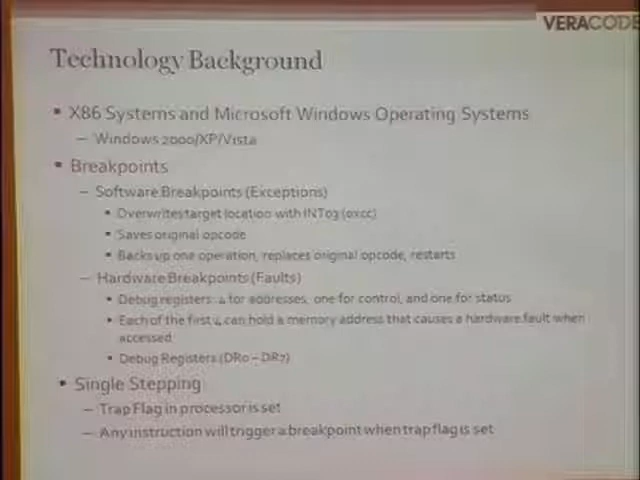 VERACODE
Technology Background
▪ X86 Systems and Microsoft Windows Operating Systems
– Windows 2000/XP/Vista
▪ Breakpoints
– Software Breakpoints (Exceptions)
▪ Overwrites target location with INT03 (0xcc)
▪ Saves original opcode
▪ Backs up one operation, replaces original opcode, restarts
– Hardware Breakpoints (Faults)
▪ Debug registers: 4 for addresses, one for control, and one for status
▪ Each of the first 4 can hold a memory address that causes a hardware fault when
accessed
▪ Debug Registers (DR0 – DR7)
▪ Single Stepping
– Trap Flag in processor is set
– Any instruction will trigger a breakpoint when trap flag is set